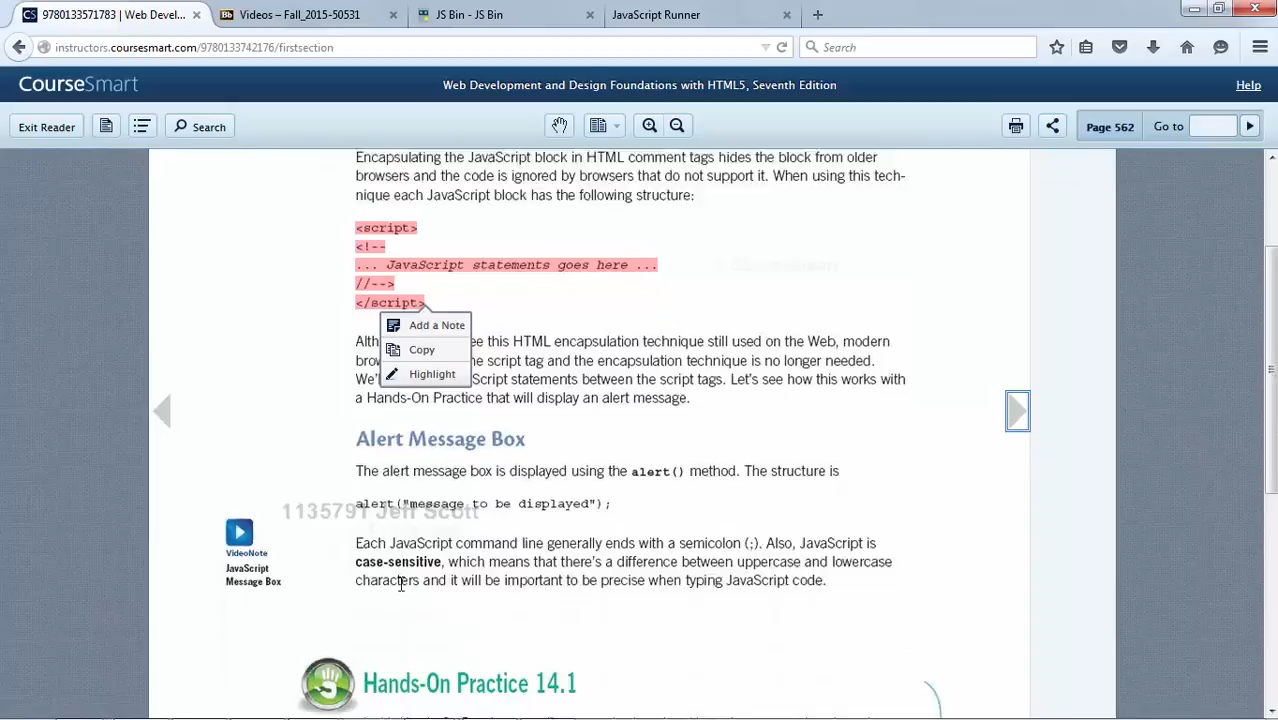 9780133571783 | Web Devel...
Videos – Fall_2015-50531
JS Bin - JS Bin
JavaScript Runner
instructors.coursesmart.com/9780133742176/firstsection
Search
CourseSmart
Web Development and Design Foundations with HTML5, Seventh Edition
Help
Exit Reader
Search
Page 562
Go to
Encapsulating the JavaScript block in HTML comment tags hides the block from older
browsers and the code is ignored by browsers that do not support it. When using this tech-
nique each JavaScript block has the following structure:
<script>
<!--
... JavaScript statements goes here ...
//-->
</script>
Add a Note
Copy
Highlight
Alth
ee this HTML encapsulation technique still used on the Web, modern
brow
he script tag and the encapsulation technique is no longer needed.
We'l
Script statements between the script tags. Let's see how this works with
a Hands-On Practice that will display an alert message.
Alert Message Box
The alert message box is displayed using the alert() method. The structure is
alert("message to be displayed");
1135791 Jen Scott
VideoNote
JavaScript
Message Box
Each JavaScript command line generally ends with a semicolon (;). Also, JavaScript is
case-sensitive, which means that there's a difference between uppercase and lowercase
characters and it will be important to be precise when typing JavaScript code.
Hands-On Practice 14.1